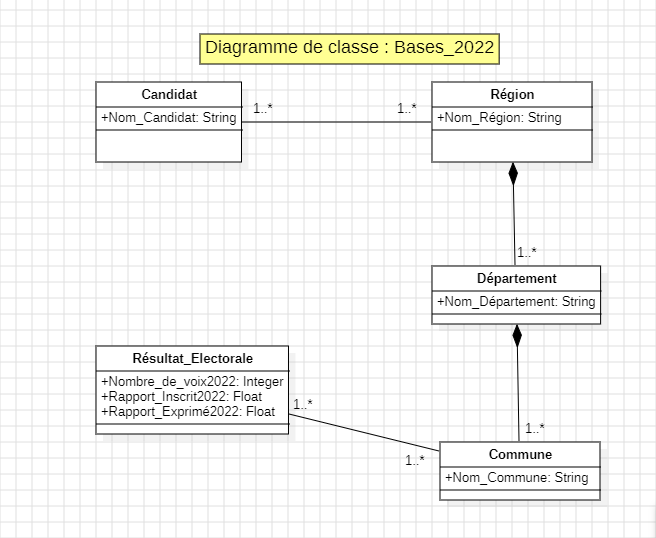 Diagramme de classe : Bases_2022
Candidat
+Nom_Candidat: String
1..*
1..*
Région
+Nom_Région: String
1..*
Département
+Nom_Département: String
Résultat_Electorale
+Nombre_de_voix2022: Integer
+Rapport_Inscrit2022: Float
+Rapport_Exprimé2022: Float
1..*
1..*
1..*
Commune
+Nom_Commune: String